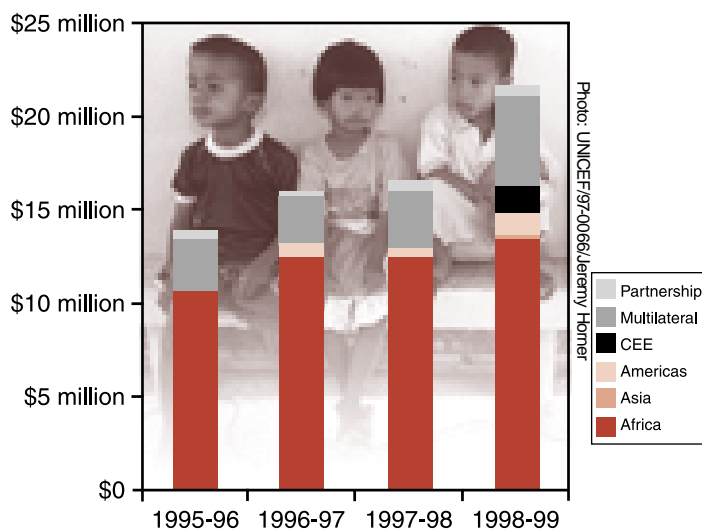 $25 million
$20 million
$15 million
$10 million
$5 million
$0
1995-96 1996-97 1997-98 1998-99
Photo: UNICEF/97-0066/Jeremy Horner
Partnership
Multilateral
CEE
Americas
Asia
Africa